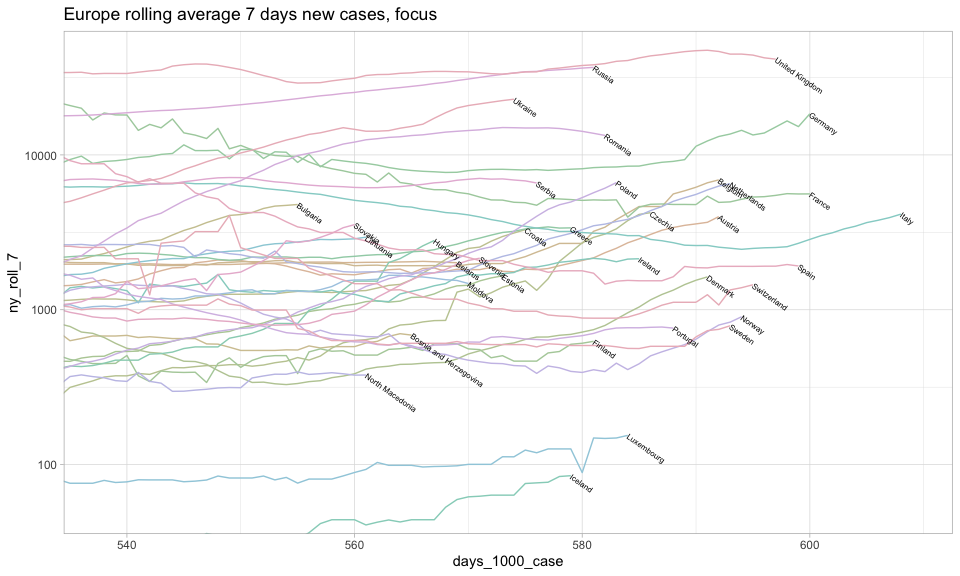 Europe rolling average 7 days new cases, focus
United Kingdom
Russia
Ukraine
Germany
Romania
10000
Serbia
Poland
Belgium
Netherlands
France
Bulgaria
Czechia
Austria
Italy
Slovakia
Lithuania
Croatia
Greece
Hungary
Slovenia
Belarus
Estonia
Ireland
Spain
ny_roll_7
Moldova
Denmark
Switzerland
1000
Norway
Bosnia and Herzegovina
Finland
Portugal
Sweden
North Macedonia
100
Luxembourg
Iceland
540
560
580
600
days_1000_case